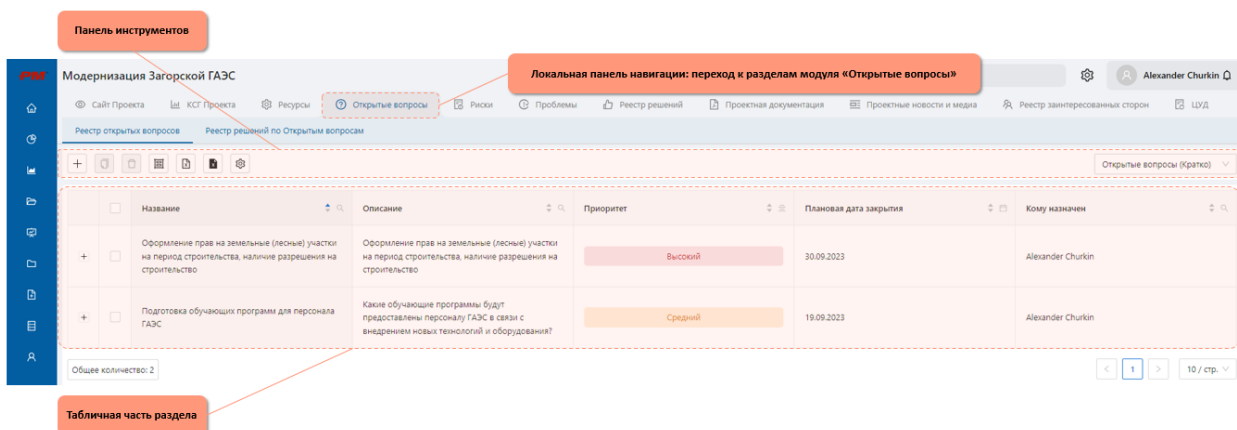 Панель инструментов
Локальная панель навигации: переход к разделам модуля «Открытые вопросы»
PM Модернизация Загорской ГАЭС Alexander Churkin
Сайт Проекта КСГ Проекта Ресурсы Открытые вопросы Риски Проблемы Реестр решений Проектная документация Проектные новости и медиа Реестр заинтересованных сторон ЦУД
Реестр открытых вопросов Реестр решений по Открытым вопросам
Открытые вопросы (Кратко)
Название Описание Приоритет Плановая дата закрытия Кому назначен
Оформление прав на земельные (лесные) участки
на период строительства, наличие разрешения на
строительство
Оформление прав на земельные (лесные) участки
на период строительства, наличие разрешения на
строительство
Высокий
30.09.2023
Alexander Churkin
Подготовка обучающих программ для персонала
ГАЭС
Какие обучающие программы будут
предоставлены персоналу ГАЭС в связи с
внедрением новых технологий и оборудования?
Средний
19.09.2023
Alexander Churkin
Общее количество: 2
1
10 / стр.
Табличная часть раздела